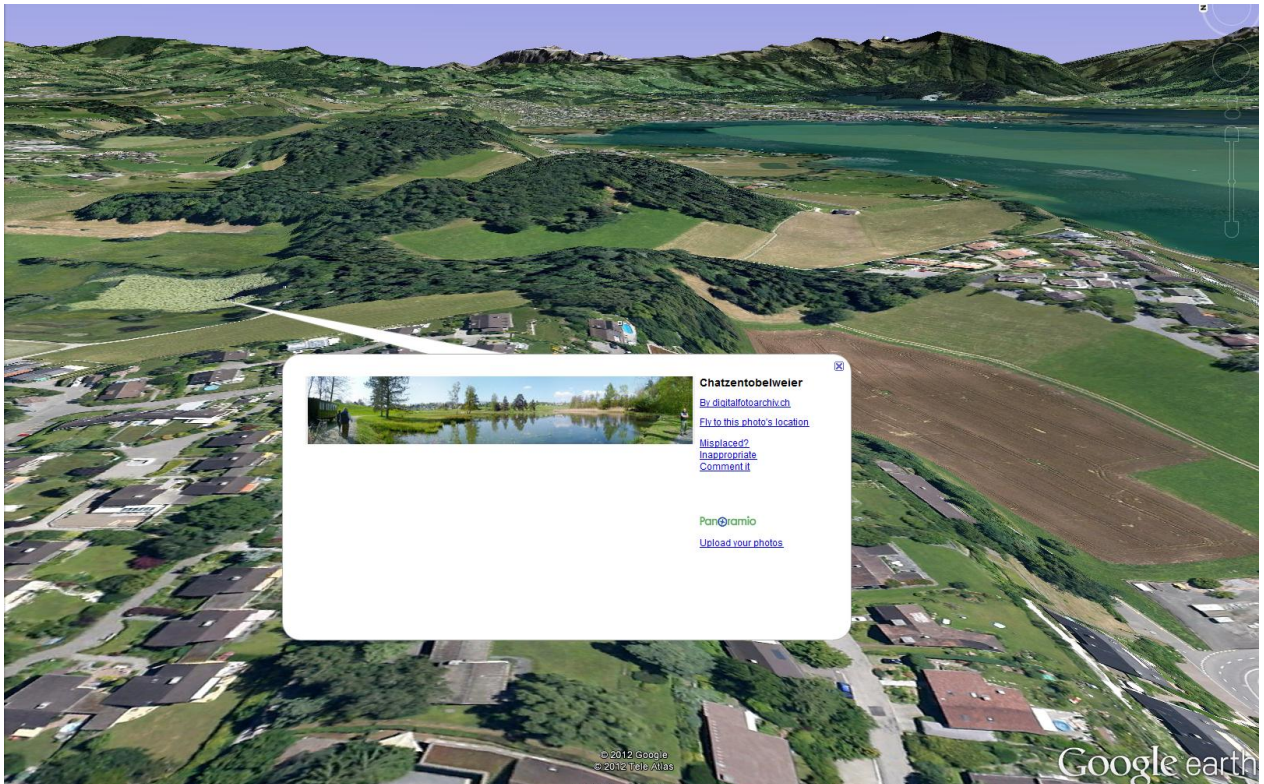 N
Chatzentobelweier
By digitalfotoarchiv.ch
Fly to this photo's location
Misplaced?
Inappropriate
Comment it
Panoramio
Upload your photos
© 2012 Google
© 2012 Tele Atlas
Google earth